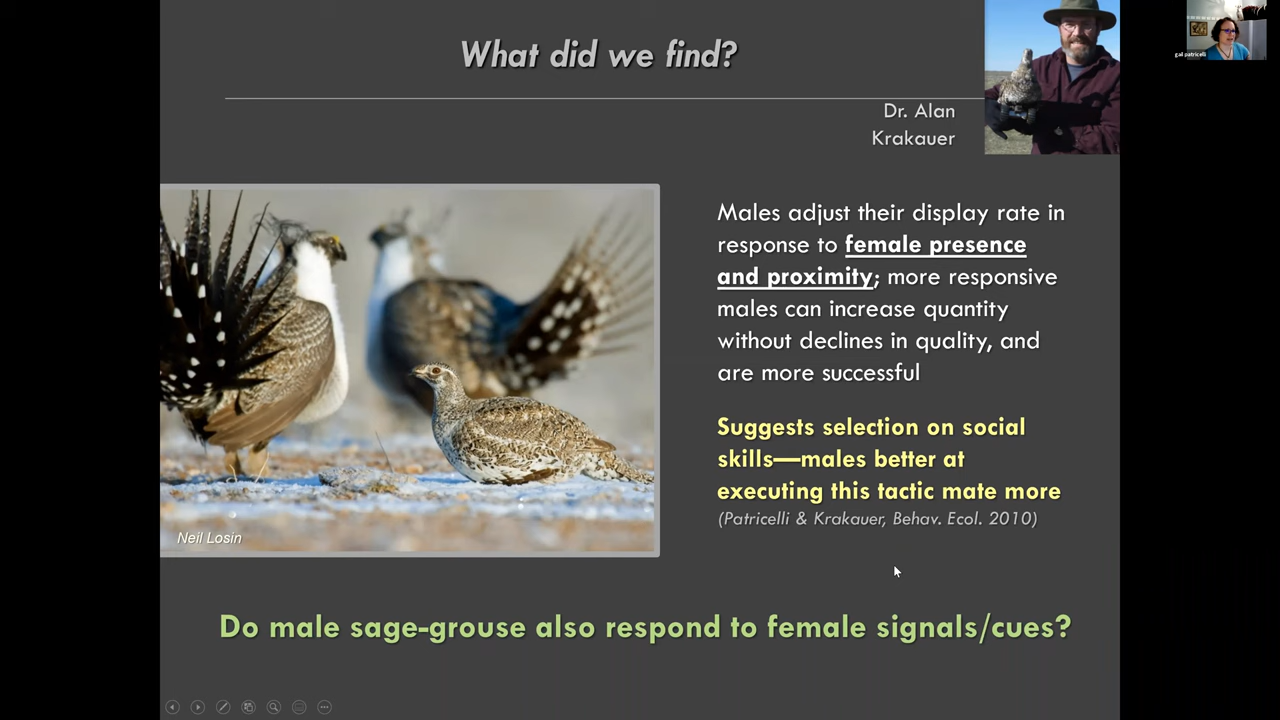 What did we find?
gail patricelli
Dr. Alan
Krakauer
Males adjust their display rate in
response to female presence
and proximity; more responsive
males can increase quantity
without declines in quality, and
are more successful
Suggests selection on social
skills—males better at
executing this tactic mate more
(Patricelli & Krakauer, Behav. Ecol. 2010)
Neil Losin
Do male sage-grouse also respond to female signals/cues?